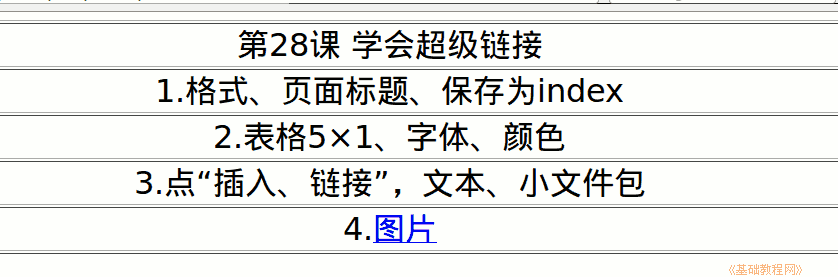 第28课 学会超级链接
1.格式、页面标题、保存为index
2.表格5×1、字体、颜色
3.点“插入、链接”，文本、小文件包
4.图片
《基础教程网》